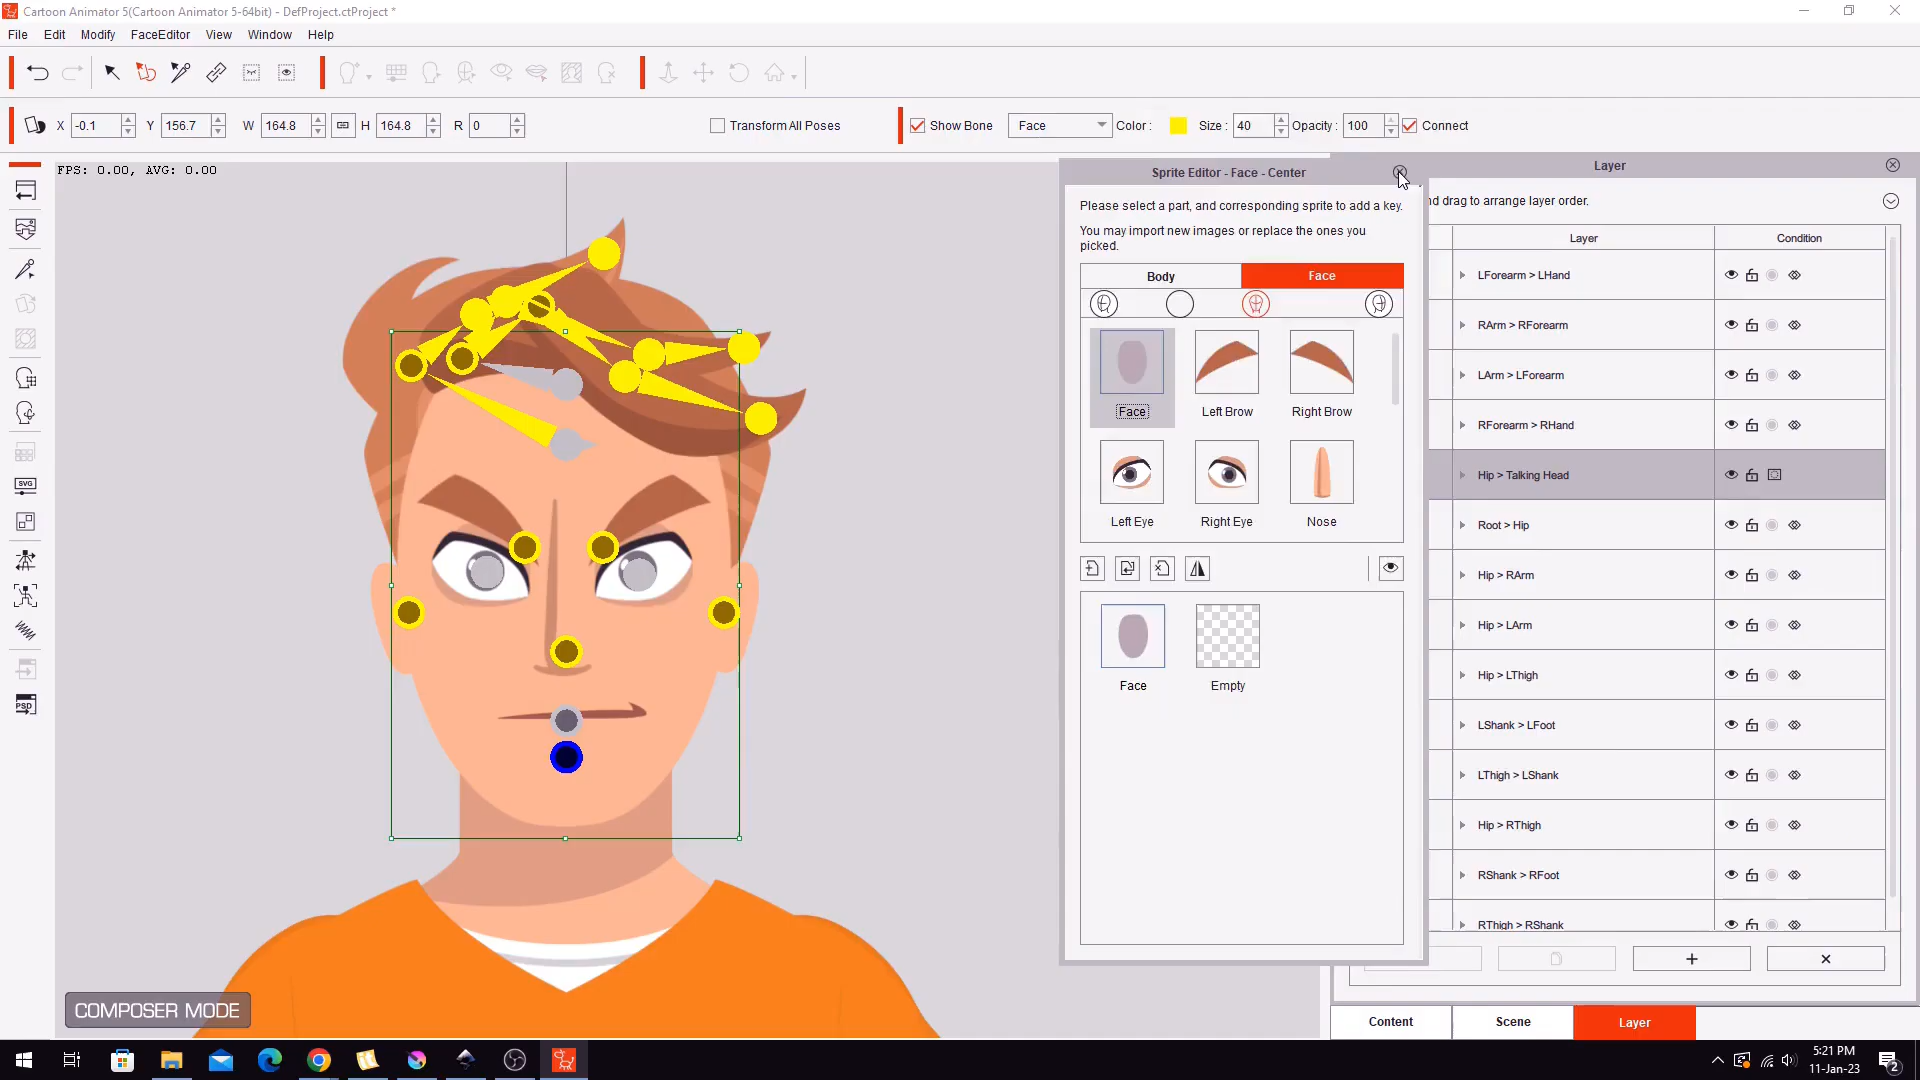 Cartoon Animator 5(Cartoon Animator 5-64bit) - DefProject.ctProject *
File Edit Modify FaceEditor View Window Help
X -0.1 Y 156.7 W 164.8 H 164.8 R 0 Transform All Poses Show Bone Face Color : Size : 40 Opacity : 100 Connect
FPS: 0.00, AVG: 0.00
Sprite Editor - Face - Center
Please select a part, and corresponding sprite to add a key.
You may import new images or replace the ones you
picked.
Body Face
Face Left Brow Right Brow
Left Eye Right Eye Nose
Face Empty
Layer
nd drag to arrange layer order.
Layer Condition
LForearm > LHand
RArm > RForearm
LArm > LForearm
RForearm > RHand
Hip > Talking Head
Root > Hip
Hip > RArm
Hip > LArm
Hip > LThigh
LShank > LFoot
LThigh > LShank
Hip > RThigh
RShank > RFoot
RThigh > RShank
Content Scene Layer
SVG
PSD
COMPOSER MODE
5:21 PM
11-Jan-23
2